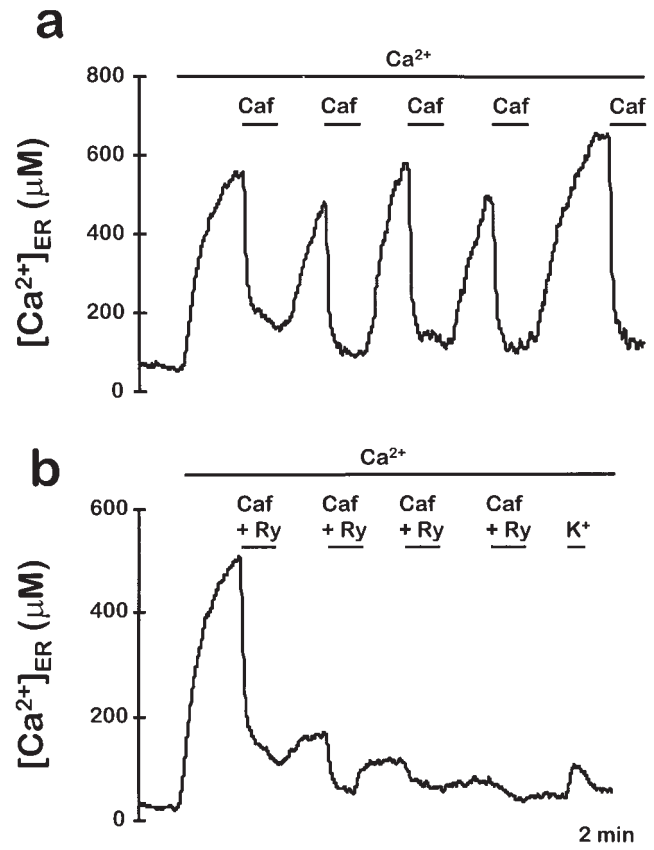 a
Ca²⁺
800
Caf Caf Caf Caf Caf
600
400
200
0
[Ca²⁺]ER (μM)
b
Ca²⁺
600
Caf Caf Caf Caf
+ Ry + Ry + Ry + Ry K⁺
400
200
0
[Ca²⁺]ER (μM)
2 min